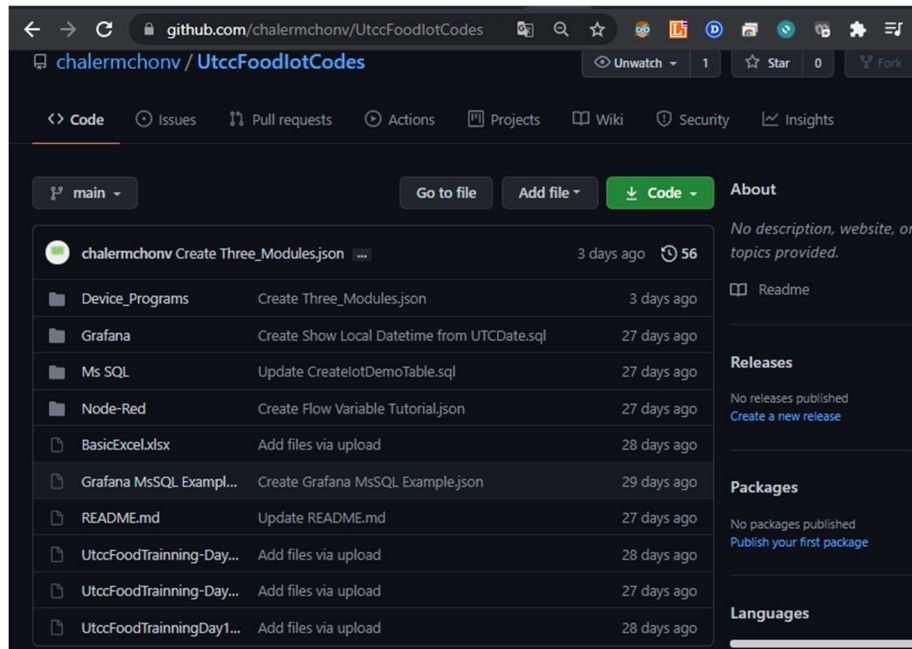 github.com/chalermchonv/UtccFoodIotCodes
chalermchonv / UtccFoodIotCodes
Unwatch 1 Star 0 Fork
Code Issues Pull requests Actions Projects Wiki Security Insights
main Go to file Add file Code
About
No description, website, or
topics provided.
Readme
chalermchonv Create Three_Modules.json ... 3 days ago 56
Device_Programs Create Three_Modules.json 3 days ago
Grafana Create Show Local Datetime from UTCDate.sql 27 days ago
Ms SQL Update CreateIotDemoTable.sql 27 days ago
Node-Red Create Flow Variable Tutorial.json 27 days ago
BasicExcel.xlsx Add files via upload 28 days ago
Grafana MsSQL Exampl... Create Grafana MsSQL Example.json 29 days ago
README.md Update README.md 27 days ago
UtccFoodTrainning-Day... Add files via upload 28 days ago
UtccFoodTrainning-Day... Add files via upload 27 days ago
UtccFoodTrainningDay1... Add files via upload 28 days ago
Releases
No releases published
Create a new release
Packages
No packages published
Publish your first package
Languages